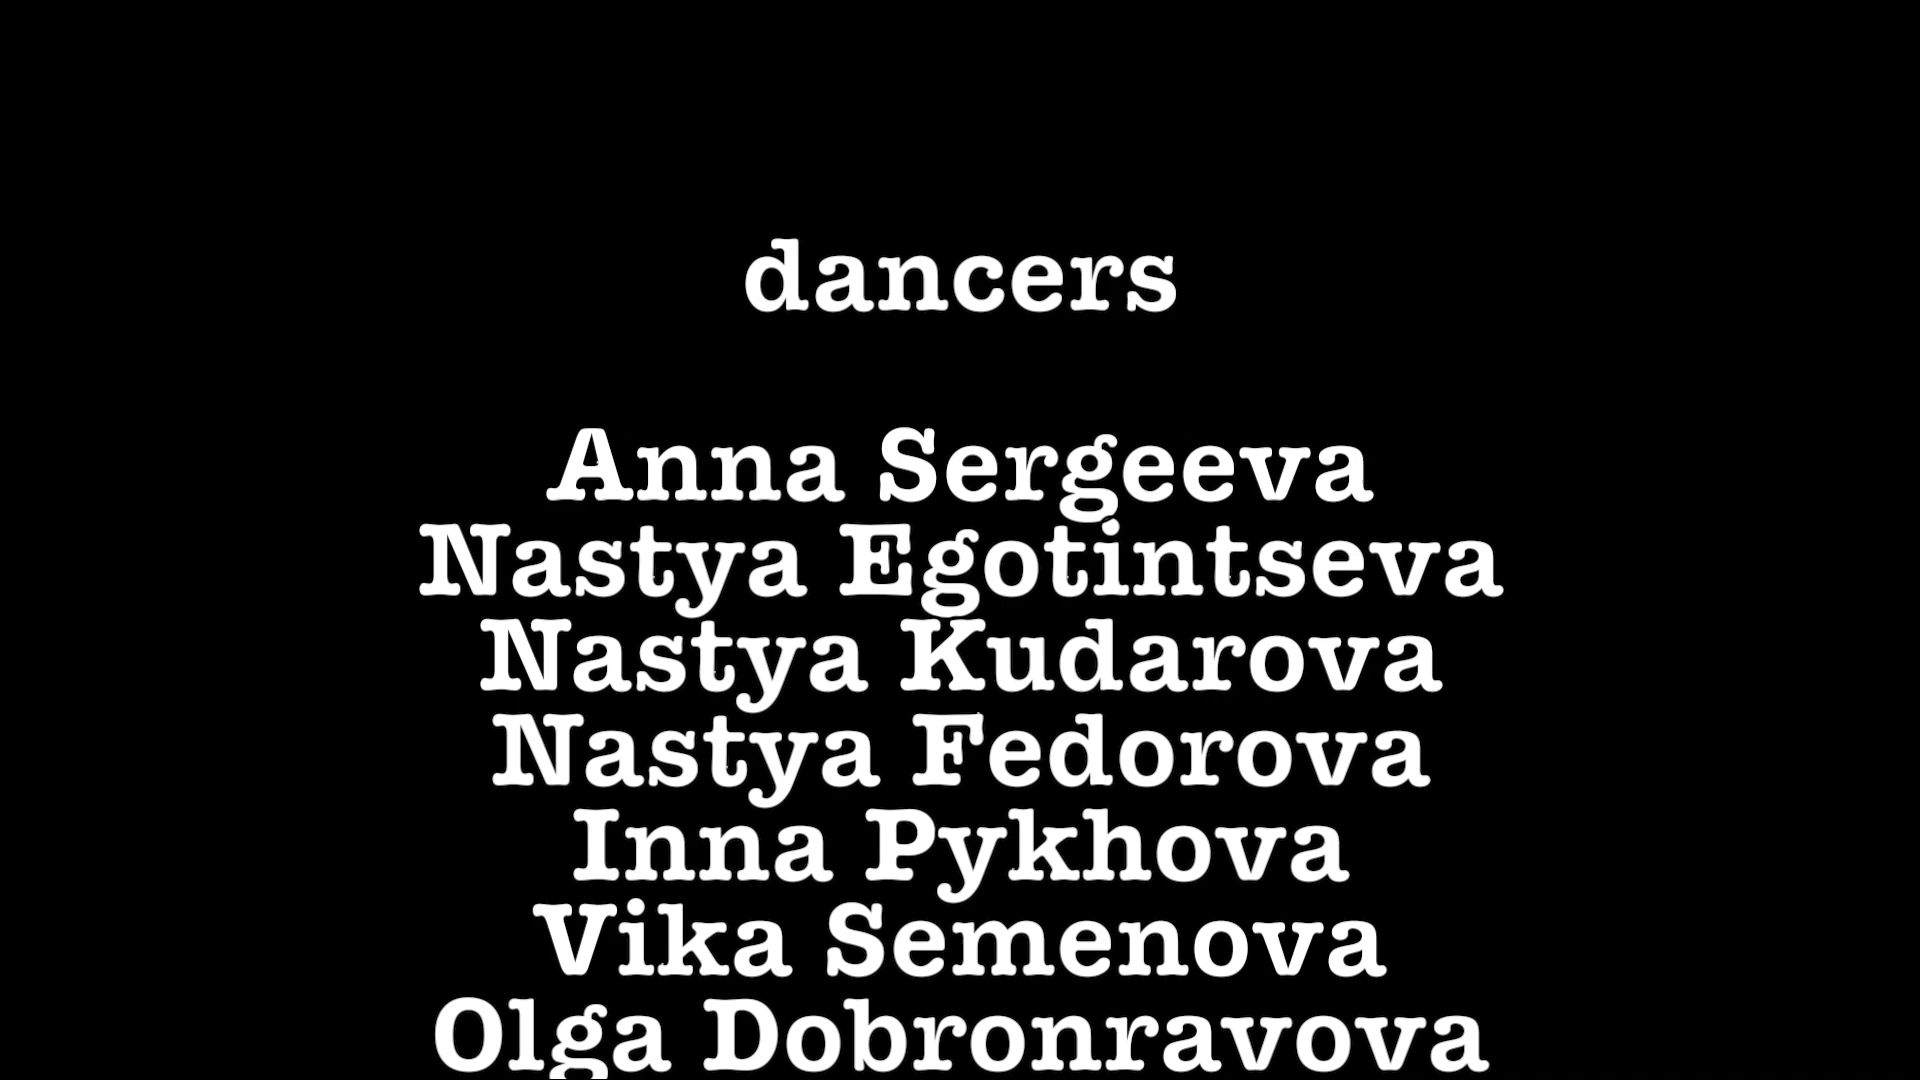 dancers
Anna Sergeeva
Nastya Egotintseva
Nastya Kudarova
Nastya Fedorova
Inna Pykhova
Vika Semenova
Olga Dobronravova